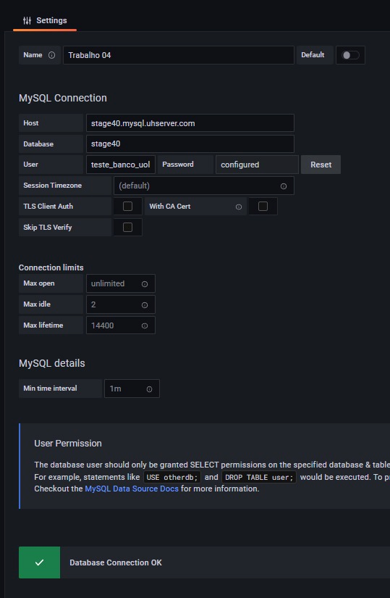 Settings
Name Trabalho 04 Default
MySQL Connection
Host stage40.mysql.uhserver.com
Database stage40
User teste_banco_uol Password configured Reset
Session Timezone (default)
TLS Client Auth With CA Cert
Skip TLS Verify
Connection limits
Max open unlimited
Max idle 2
Max lifetime 14400
MySQL details
Min time interval 1m
User Permission
The database user should only be granted SELECT permissions on the specified database & table
For example, statements like USE otherdb; and DROP TABLE user; would be executed. To pr
Checkout the MySQL Data Source Docs for more information.
Database Connection OK